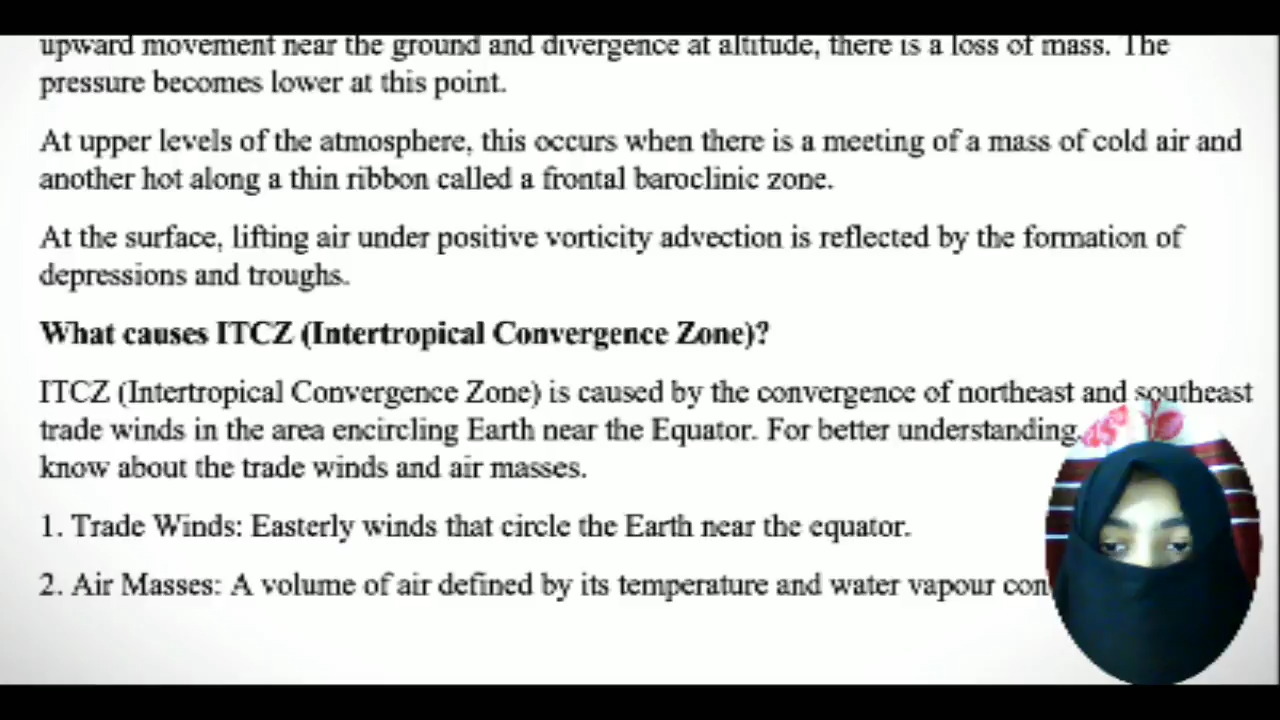 upward movement near the ground and divergence at altitude, there is a loss of mass. The
pressure becomes lower at this point.
At upper levels of the atmosphere, this occurs when there is a meeting of a mass of cold air and
another hot along a thin ribbon called a frontal baroclinic zone.
At the surface, lifting air under positive vorticity advection is reflected by the formation of
depressions and troughs.
What causes ITCZ (Intertropical Convergence Zone)?
ITCZ (Intertropical Convergence Zone) is caused by the convergence of northeast and southeast
trade winds in the area encircling Earth near the Equator. For better understanding,
know about the trade winds and air masses.
1. Trade Winds: Easterly winds that circle the Earth near the equator.
2. Air Masses: A volume of air defined by its temperature and water vapour